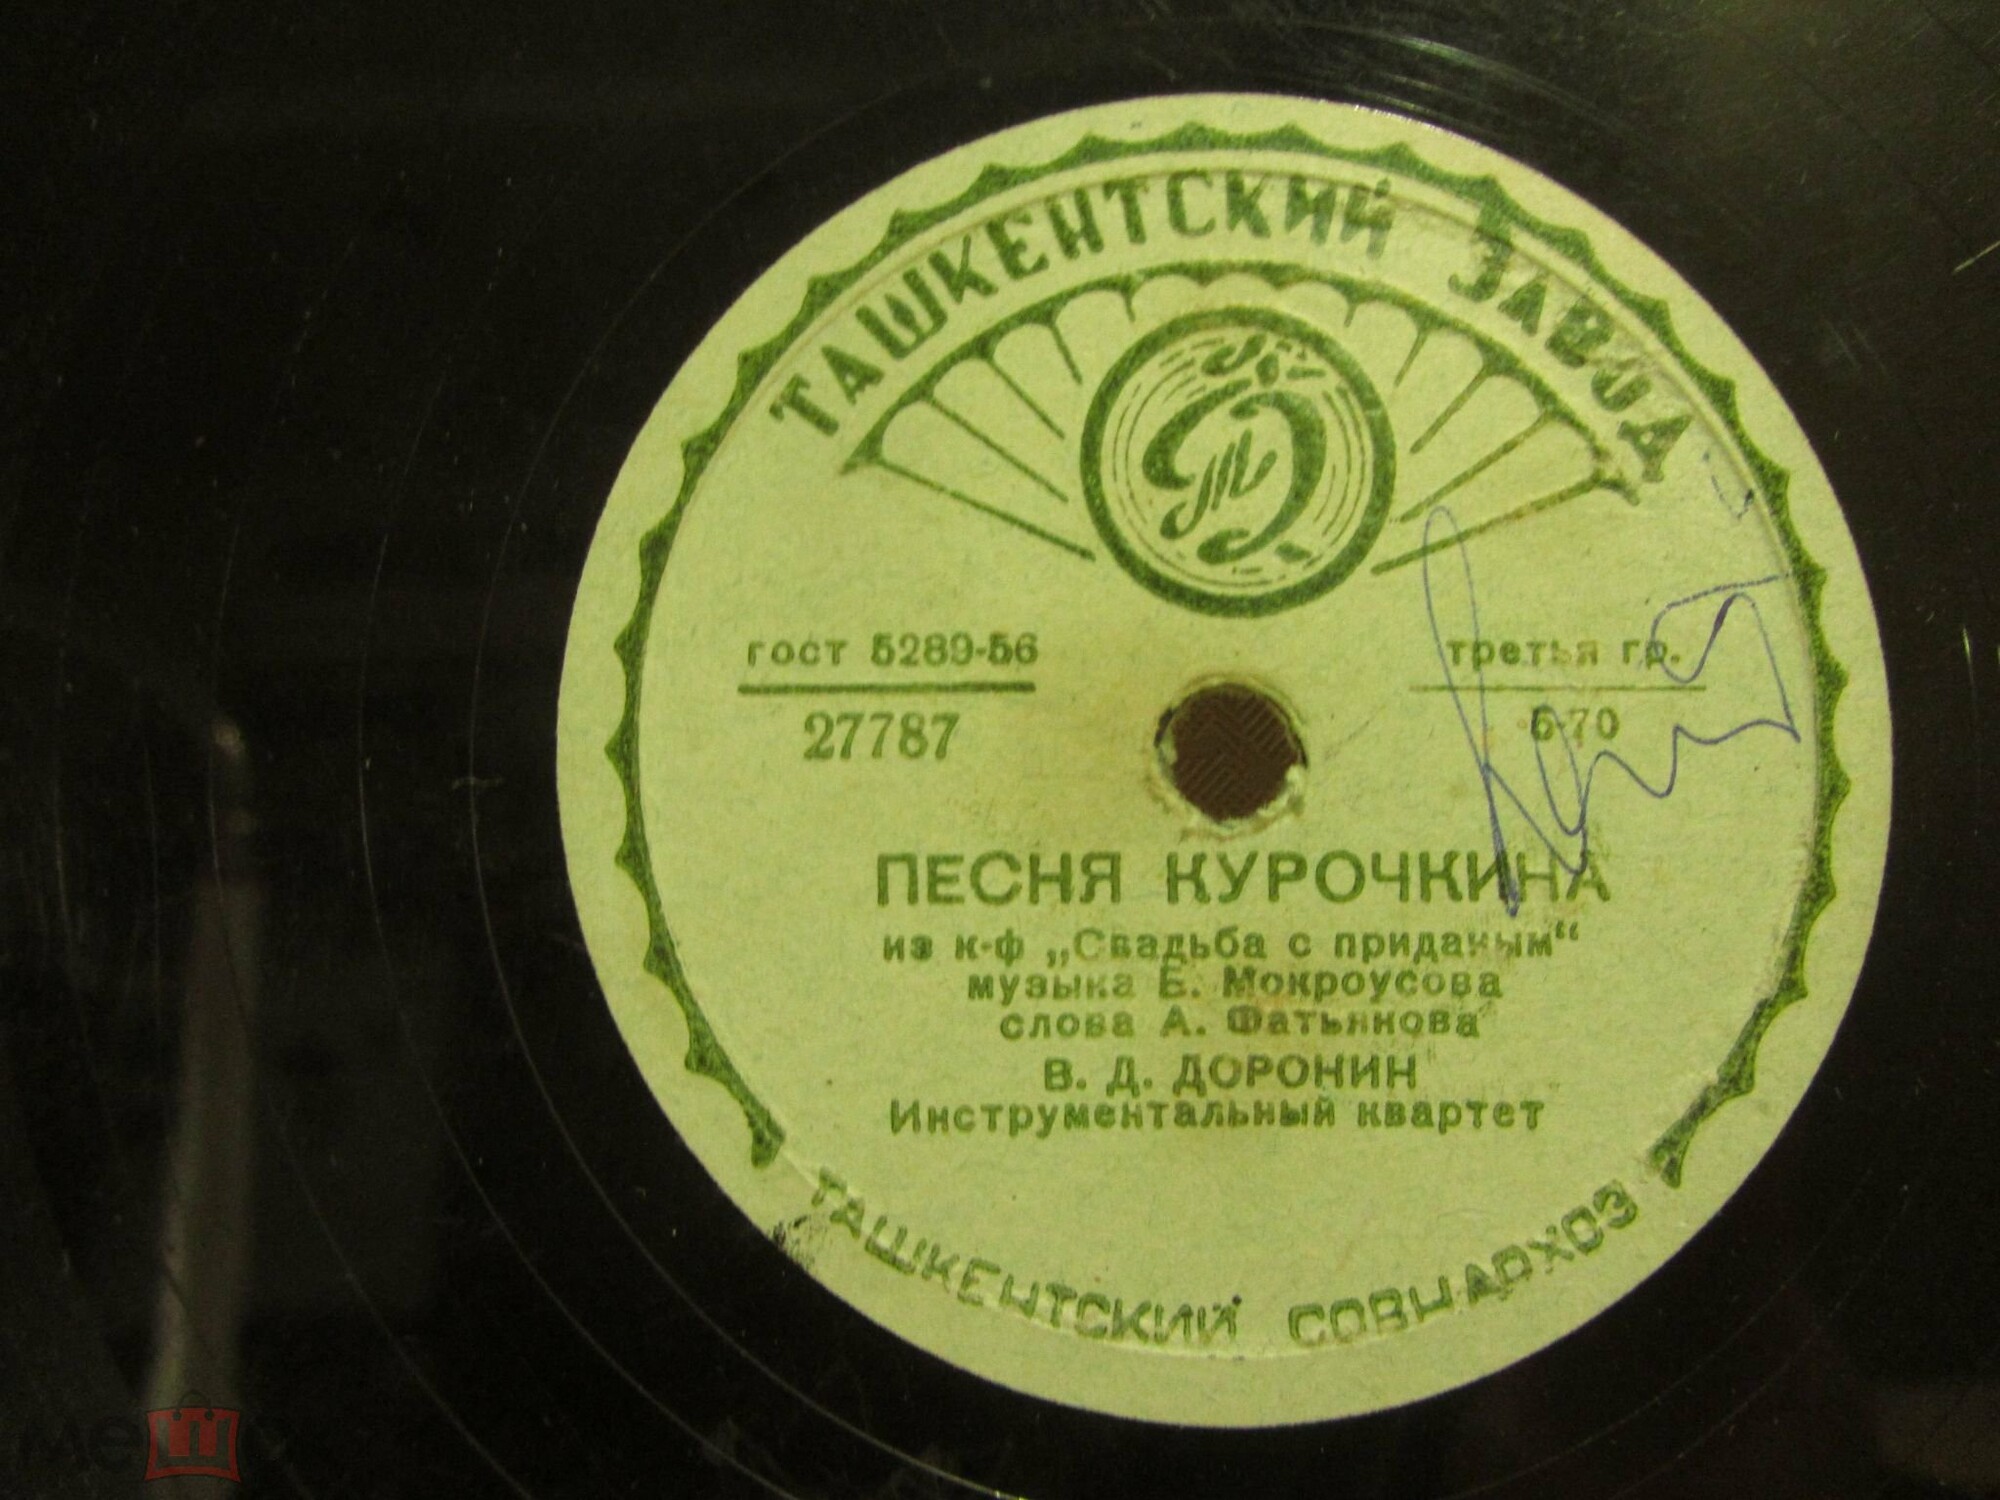 ТАШКЕНТСКИЙ ЗАВОД
гост 5289-56
27787
третья гр.
5-70
ПЕСНЯ КУРОЧКИНА
из к-ф „Свадьба с приданым“
музыка Б. Мокроусова
слова А. Фатьянова
В. Д. ДОРОНИН
Инструментальный квартет
ТАШКЕНТСКИЙ СОВНАРХОЗ